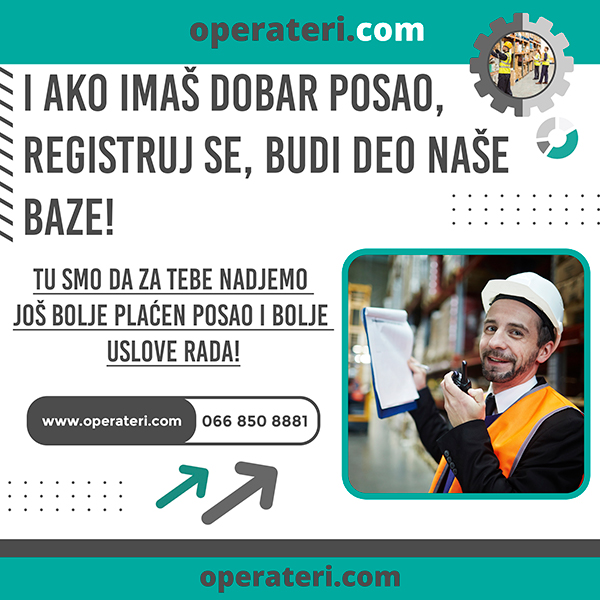 operateri.com
I AKO IMAŠ DOBAR POSAO,
REGISTRUJ SE, BUDI DEO NAŠE
BAZE!
TU SMO DA ZA TEBE NADJEMO
JOŠ BOLJE PLAĆEN POSAO I BOLJE
USLOVE RADA!
www.operateri.com 066 850 8881
operateri.com